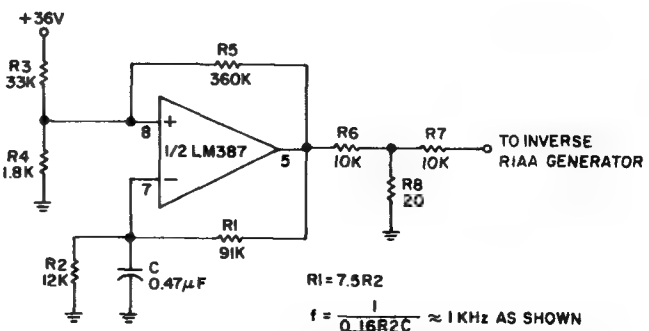 +36V
R3
33K
R5
360K
8
+
1/2 LM387
5
R6
10K
R7
10K
TO INVERSE
RIAA GENERATOR
R4
1.8K
7
−
R8
20
R1
91K
R2
12K
C
0.47μF
R1=7.5R2
f = 1/0.16R2C ≈ 1KHz AS SHOWN